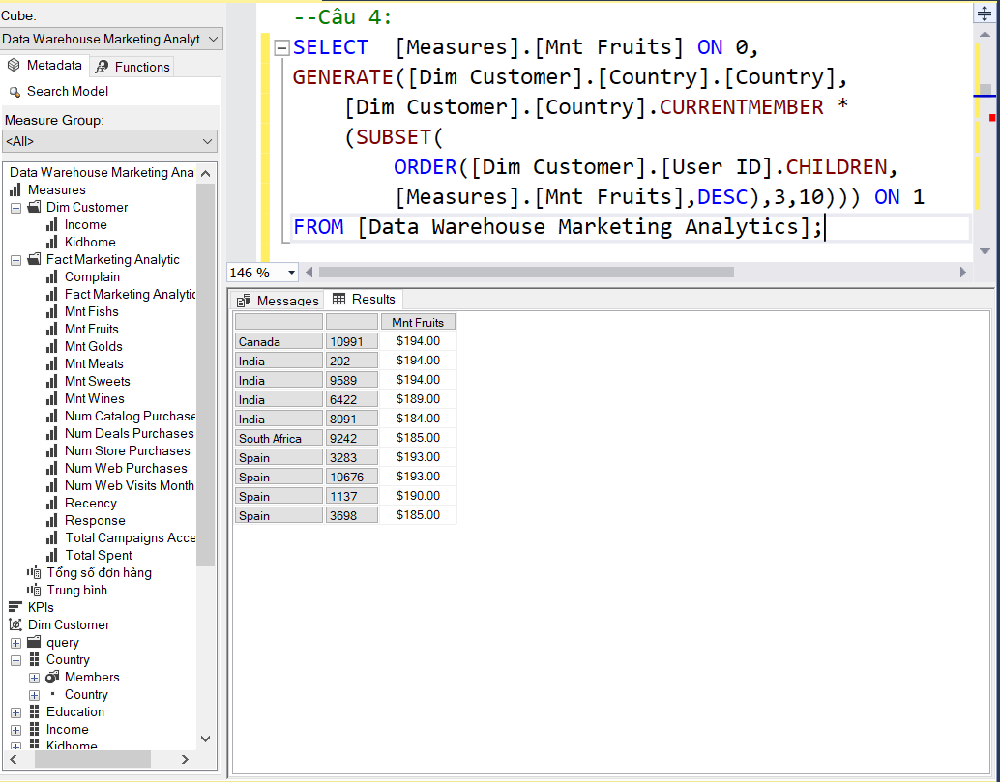 Cube:
Data Warehouse Marketing Analyt
Metadata
Functions
Search Model
Measure Group:
<All>
Data Warehouse Marketing Ana
Measures
Dim Customer
Income
Kidhome
Fact Marketing Analytic
Complain
Fact Marketing Analytic
Mnt Fishs
Mnt Fruits
Mnt Golds
Mnt Meats
Mnt Sweets
Mnt Wines
Num Catalog Purchase
Num Deals Purchases
Num Store Purchases
Num Web Purchases
Num Web Visits Month
Recency
Response
Total Campaigns Acce
Total Spent
Tổng số đơn hàng
Trung bình
KPIs
Dim Customer
query
Country
Members
Country
Education
Income
Kidhome
--Câu 4:
SELECT [Measures].[Mnt Fruits] ON 0,
GENERATE([Dim Customer].[Country].[Country],
[Dim Customer].[Country].CURRENTMEMBER *
(SUBSET(
ORDER([Dim Customer].[User ID].CHILDREN,
[Measures].[Mnt Fruits],DESC),3,10))) ON 1
FROM [Data Warehouse Marketing Analytics];
146 %
Messages
Results
Mnt Fruits
Canada 10991 $194.00
India 202 $194.00
India 9589 $194.00
India 6422 $189.00
India 8091 $184.00
South Africa 9242 $185.00
Spain 3283 $193.00
Spain 10676 $193.00
Spain 1137 $190.00
Spain 3698 $185.00